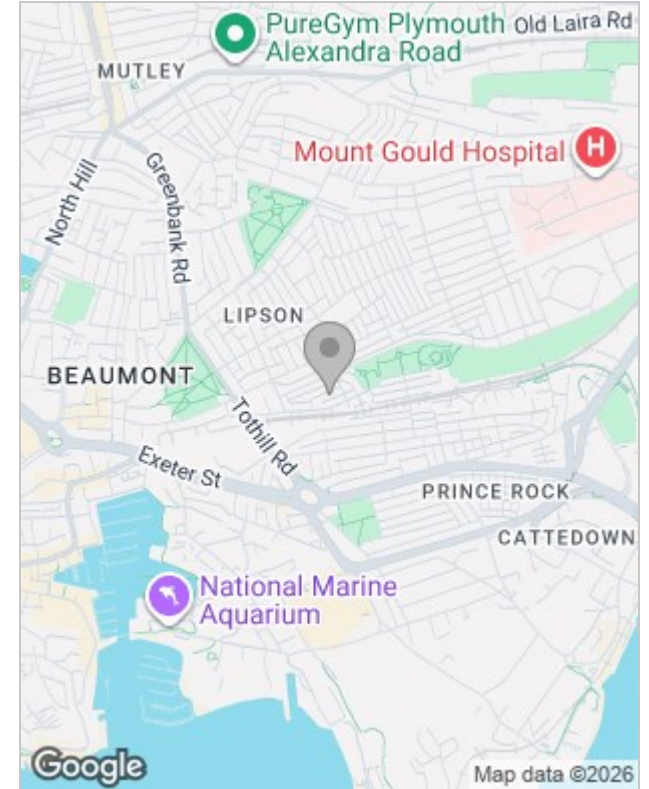 PureGym Plymouth
Alexandra Road
Old Laira Rd
MUTLEY
Mount Gould Hospital
H
North Hill
Greenbank Rd
LIPSON
BEAUMONT
Tothill Rd
Exeter St
PRINCE ROCK
CATTEDOWN
National Marine
Aquarium
Google
Map data ©2026